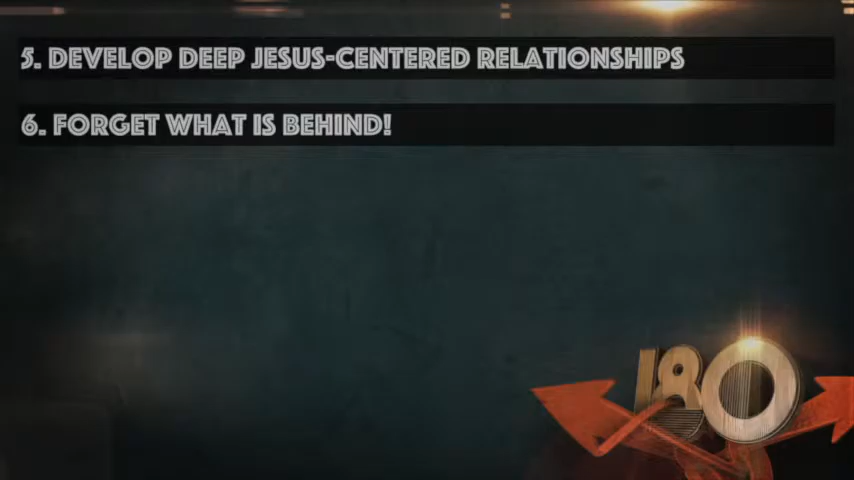 5. DEVELOP DEEP JESUS-CENTERED RELATIONSHIPS
6. FORGET WHAT IS BEHIND!
180